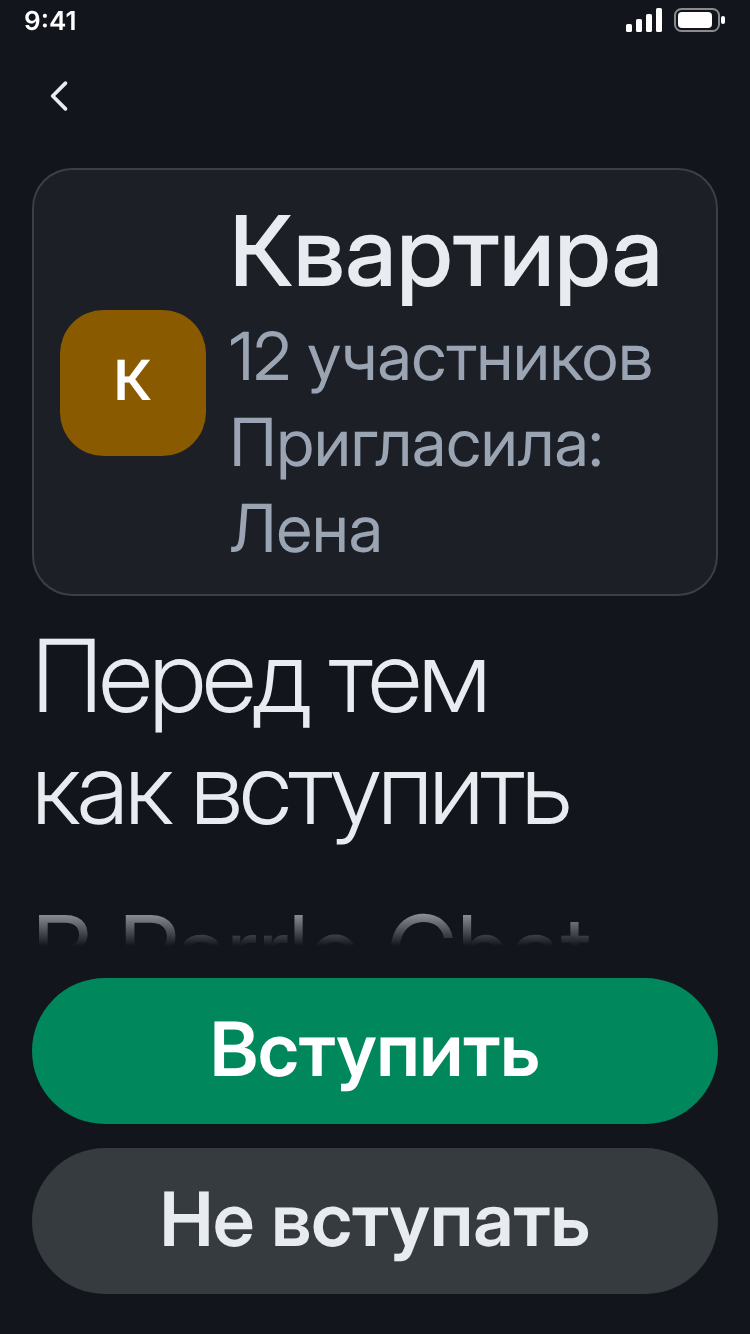 9:41
Квартира
К
12 участников
Пригласила:
Лена
Перед тем
как вступить
Вступить
Не вступать